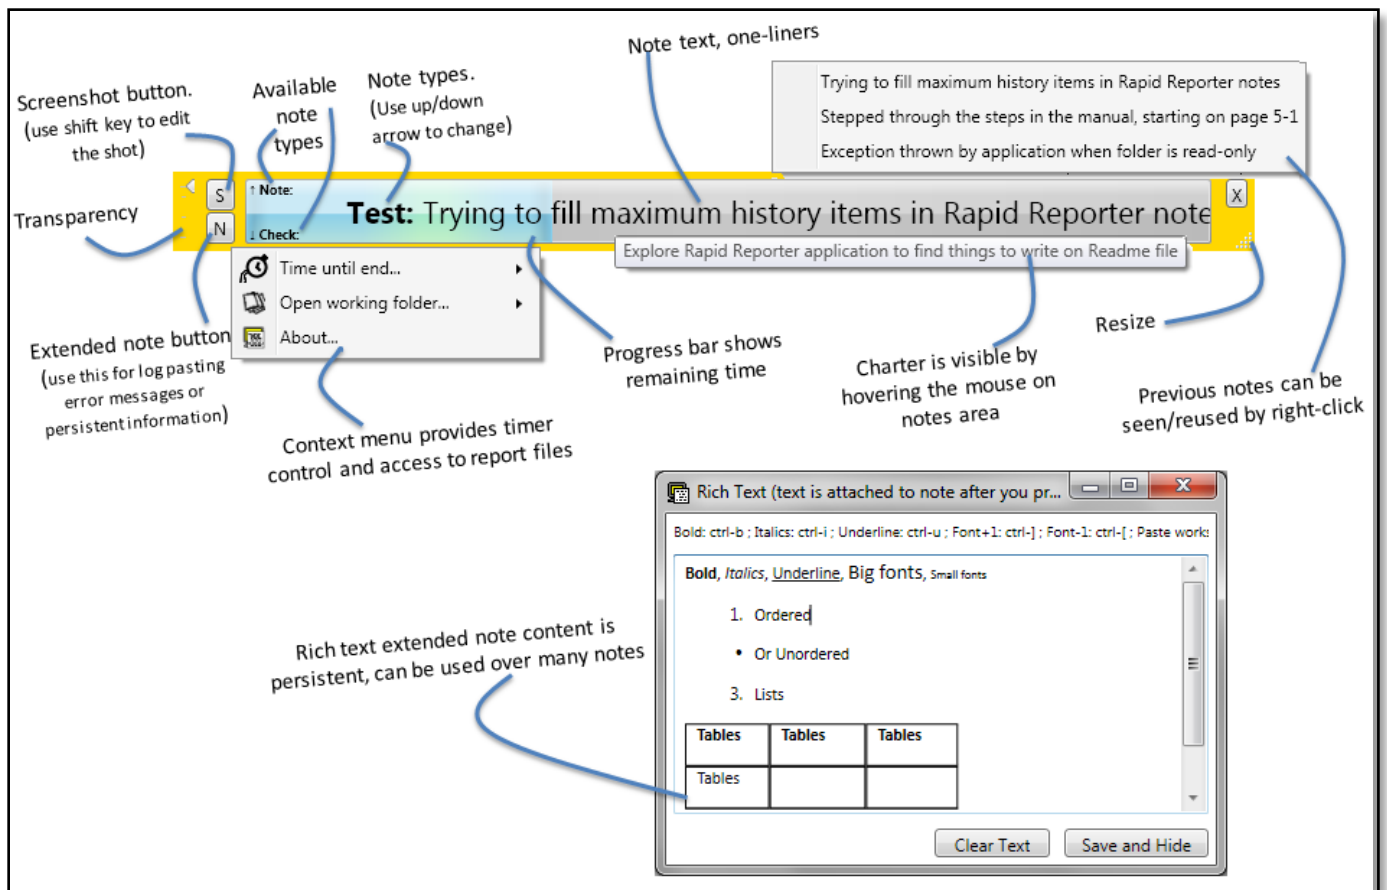 Note text, one-liners
Screenshot button.
(use shift key to edit
the shot)
Available
note
types
Note types.
(Use up/down
arrow to change)
Trying to fill maximum history items in Rapid Reporter notes
Stepped through the steps in the manual, starting on page 5-1
Exception thrown by application when folder is read-only
Transparency
S
N
↑ Note:
Test: Trying to fill maximum history items in Rapid Reporter note
↓ Check:
X
Explore Rapid Reporter application to find things to write on Readme file
Time until end...
Open working folder...
About...
Extended note button
(use this for log pasting
error messages or
persistent information)
Context menu provides timer
control and access to report files
Progress bar shows
remaining time
Charter is visible by
hovering the mouse on
notes area
Resize
Previous notes can be
seen/reused by right-click
Rich Text (text is attached to note after you pr...
Bold: ctrl-b ; Italics: ctrl-i ; Underline: ctrl-u ; Font+1: ctrl-] ; Font-1: ctrl-[ ; Paste works
Bold, Italics, Underline, Big fonts, Small fonts
1. Ordered
• Or Unordered
3. Lists
Tables Tables Tables
Tables
Clear Text Save and Hide
Rich text extended note content is
persistent, can be used over many notes